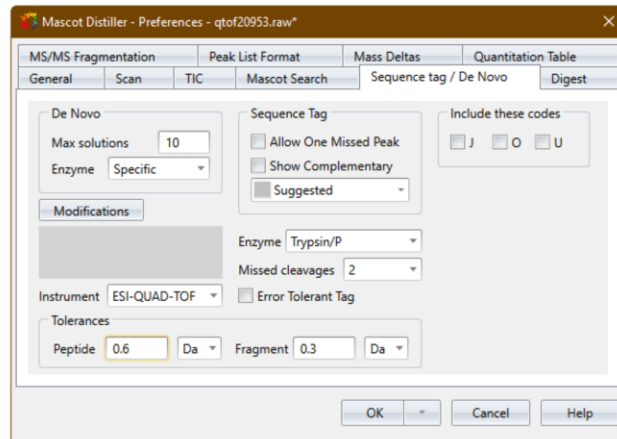 Mascot Distiller - Preferences - qtof20953.raw*
MS/MS Fragmentation Peak List Format Mass Deltas Quantitation Table
General Scan TIC Mascot Search Sequence tag / De Novo Digest
De Novo
Max solutions 10
Enzyme Specific
Modifications
Sequence Tag
Allow One Missed Peak
Show Complementary
Suggested
Include these codes
J O U
Enzyme Trypsin/P
Missed cleavages 2
Instrument ESI-QUAD-TOF Error Tolerant Tag
Tolerances
Peptide 0.6 Da Fragment 0.3 Da
OK Cancel Help